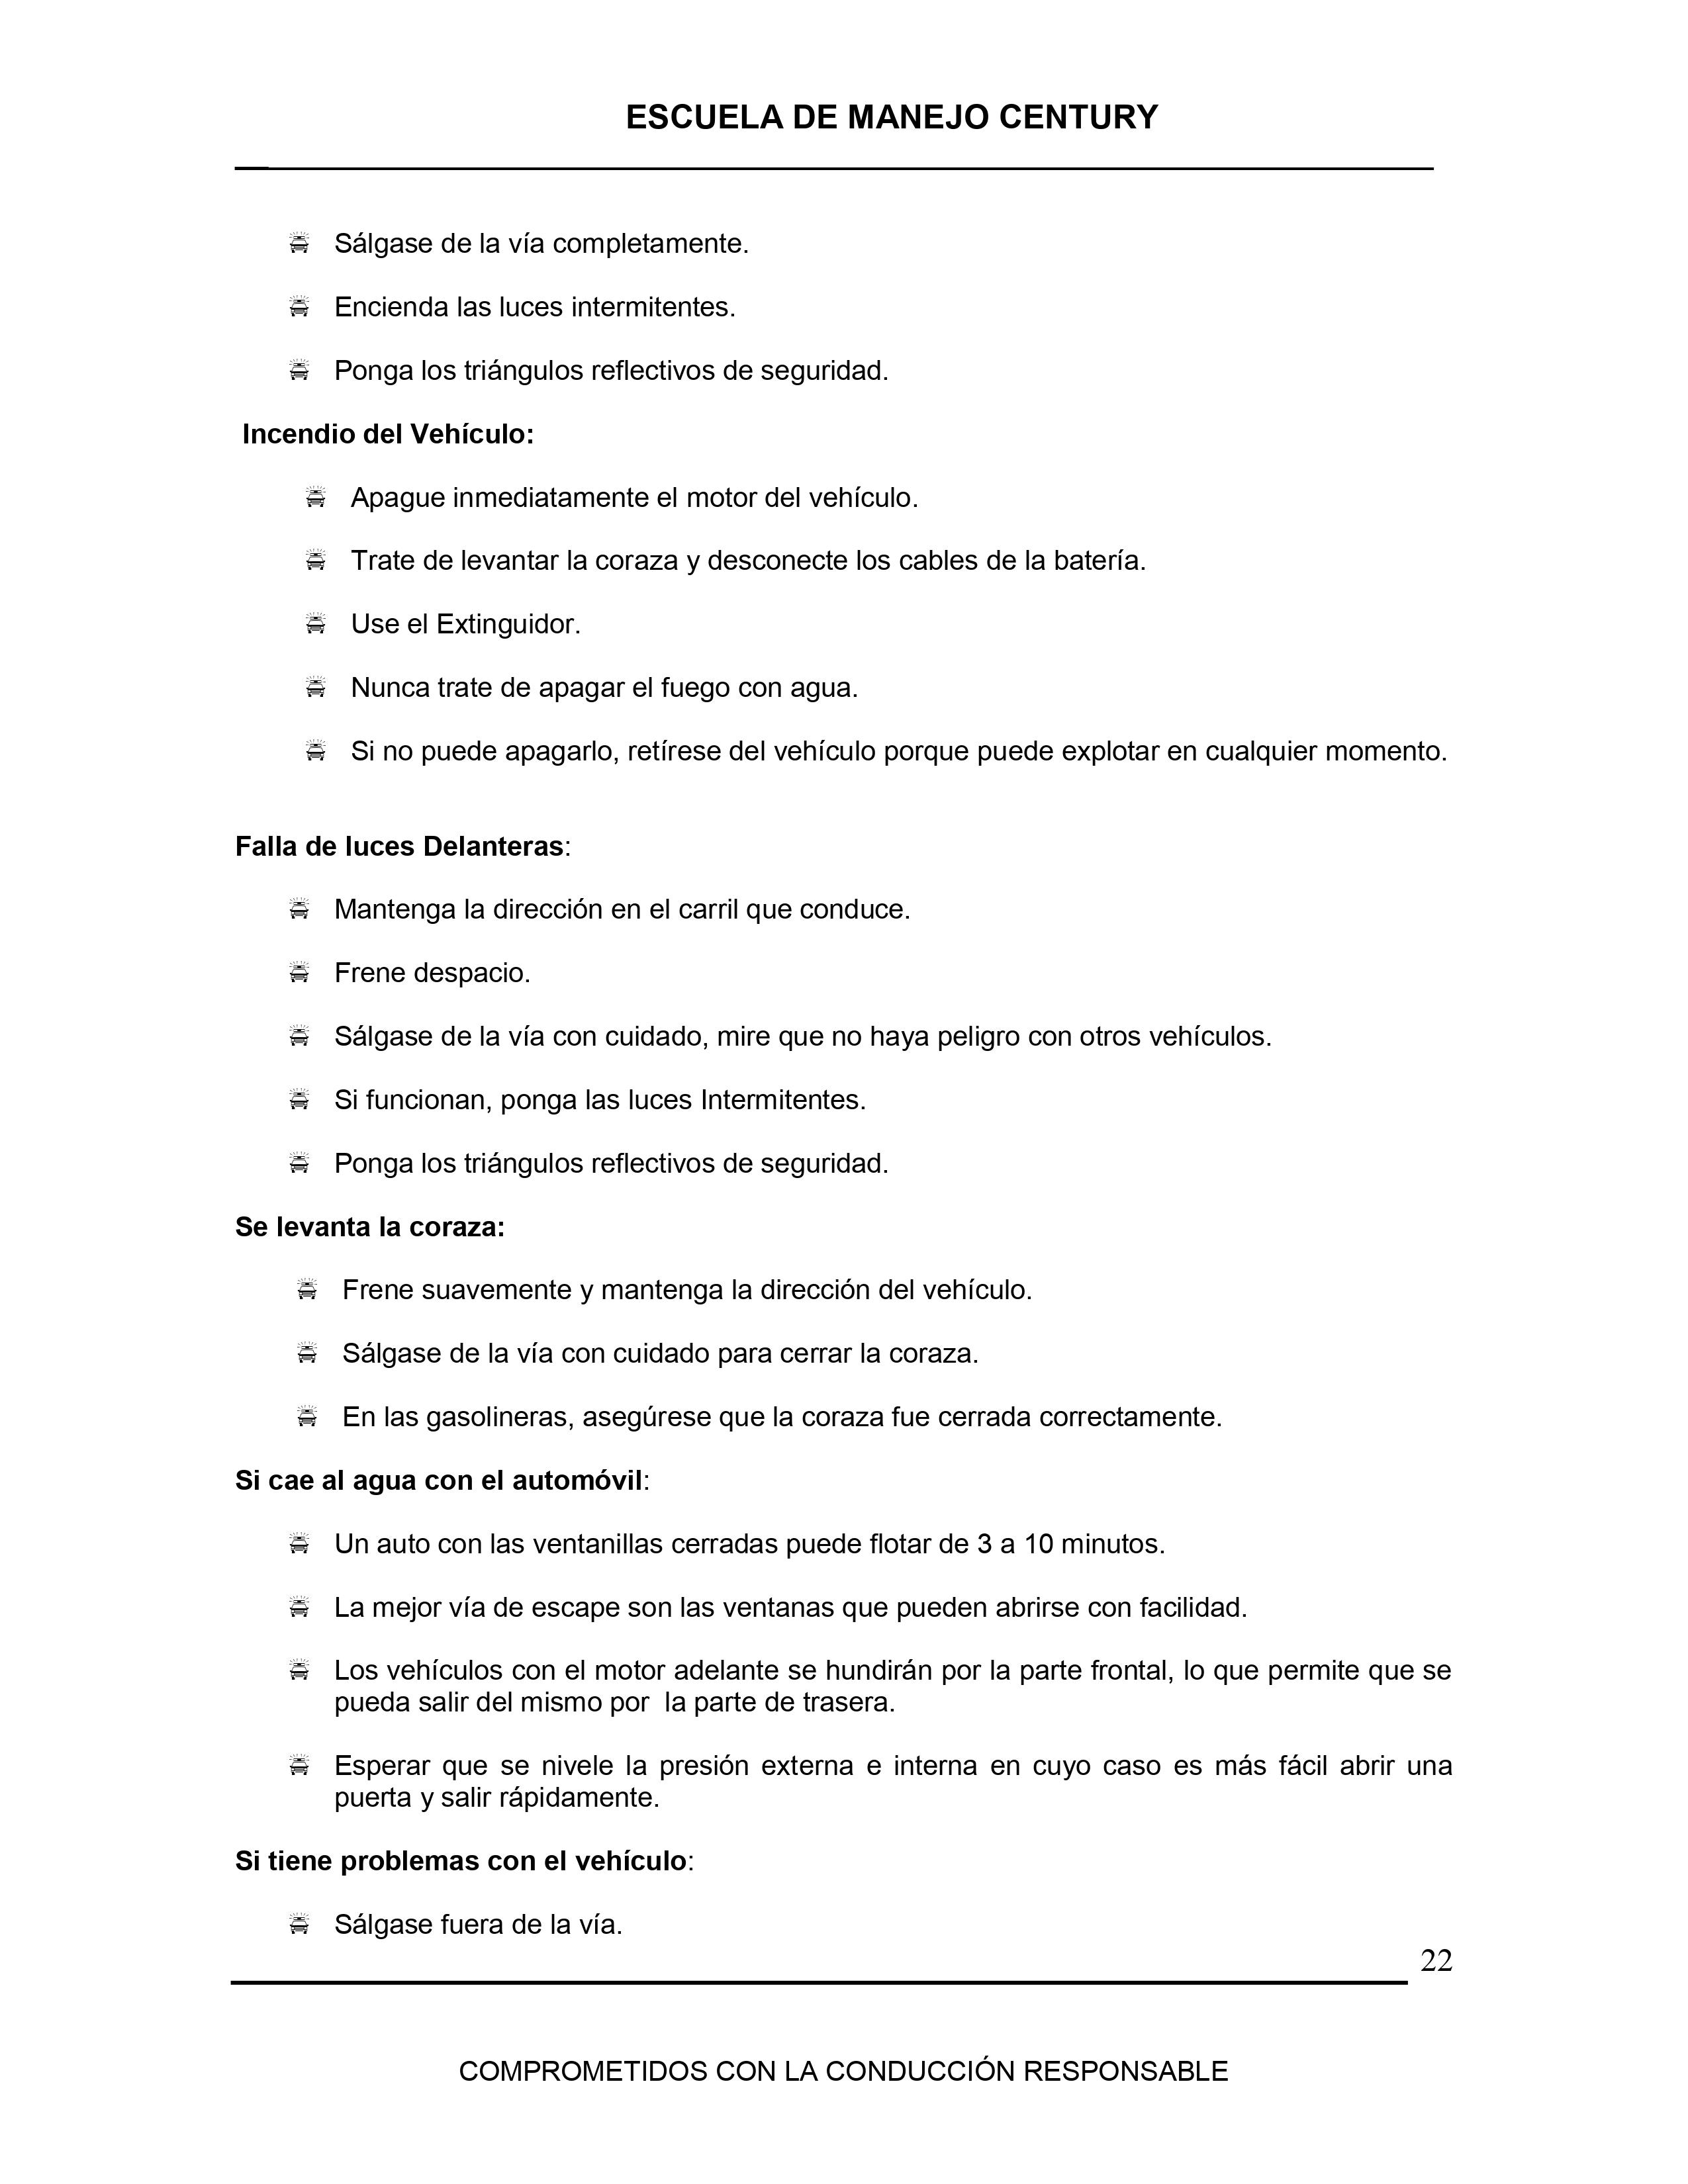 ESCUELA DE MANEJO CENTURY
Sálgase de la vía completamente.
Encienda las luces intermitentes.
Ponga los triángulos reflectivos de seguridad.
Incendio del Vehículo:
Apague inmediatamente el motor del vehículo.
Trate de levantar la coraza y desconecte los cables de la batería.
Use el Extinguidor.
Nunca trate de apagar el fuego con agua.
Si no puede apagarlo, retírese del vehículo porque puede explotar en cualquier momento.
Falla de luces Delanteras:
Mantenga la dirección en el carril que conduce.
Frene despacio.
Sálgase de la vía con cuidado, mire que no haya peligro con otros vehículos.
Si funcionan, ponga las luces Intermitentes.
Ponga los triángulos reflectivos de seguridad.
Se levanta la coraza:
Frene suavemente y mantenga la dirección del vehículo.
Sálgase de la vía con cuidado para cerrar la coraza.
En las gasolineras, asegúrese que la coraza fue cerrada correctamente.
Si cae al agua con el automóvil:
Un auto con las ventanillas cerradas puede flotar de 3 a 10 minutos.
La mejor vía de escape son las ventanas que pueden abrirse con facilidad.
Los vehículos con el motor adelante se hundirán por la parte frontal, lo que permite que se
pueda salir del mismo por  la parte de trasera.
Esperar que se nivele la presión externa e interna en cuyo caso es más fácil abrir una
puerta y salir rápidamente.
Si tiene problemas con el vehículo:
Sálgase fuera de la vía.
22
COMPROMETIDOS CON LA CONDUCCIÓN RESPONSABLE